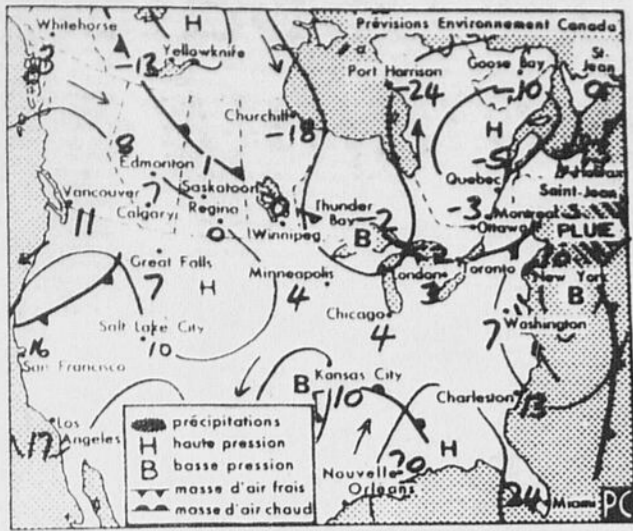 Prévisions Environnement Canada
Whitehorse
H
-13
Yellowknife
Port Harrison
-24
Goose Bay
-10
St-Jean
Churchill
-18
H
-5
8
Edmonton
7
1
Saskatoon
Quebec
Halifax
Saint-Jean
Vancouver
11
Calgary
Regina
0
Winnipeg
Thunder Bay
-2
B
-3
Montreal
Ottawa
PLUIE
Great Falls
7
H
Minneapolis
4
London
3
Toronto
10
New York
B
Chicago
4
7
Washington
Salt Lake City
10
16
San Francisco
B
Kansas City
10
Charleston
13
Los Angeles
17
précipitations
H haute pression
B basse pression
masse d'air frais
masse d'air chaud
H
20
Nouvelle Orléans
24
Miami
PC